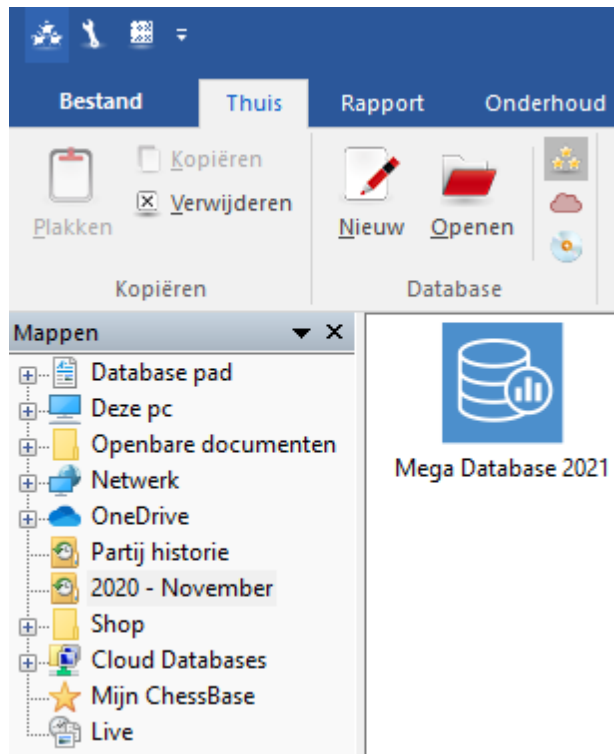 Bestand Thuis Rapport Onderhoud
Plakken
Kopiëren
Verwijderen
Kopiëren
Nieuw
Openen
Database
Mappen
Database pad
Deze pc
Openbare documenten
Netwerk
OneDrive
Partij historie
2020 - November
Shop
Cloud Databases
Mijn ChessBase
Live
Mega Database 2021